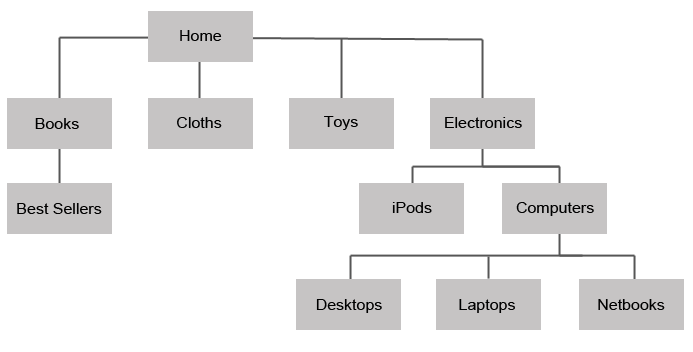 Home
Books
Cloths
Toys
Electronics
Best Sellers
iPods
Computers
Desktops
Laptops
Netbooks